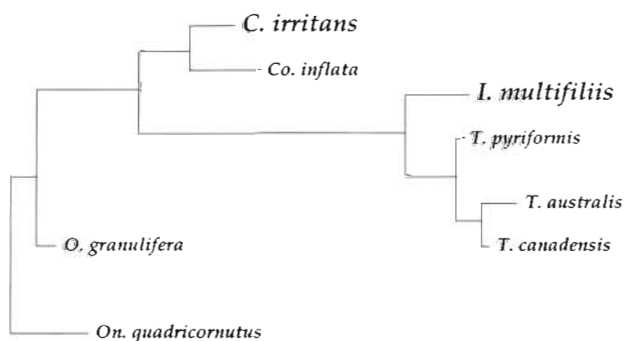 C. irritans
Co. inflata
I. multifiliis
T. pyriformis
T. australis
T. canadensis
O. granulifera
On. quadricornutus